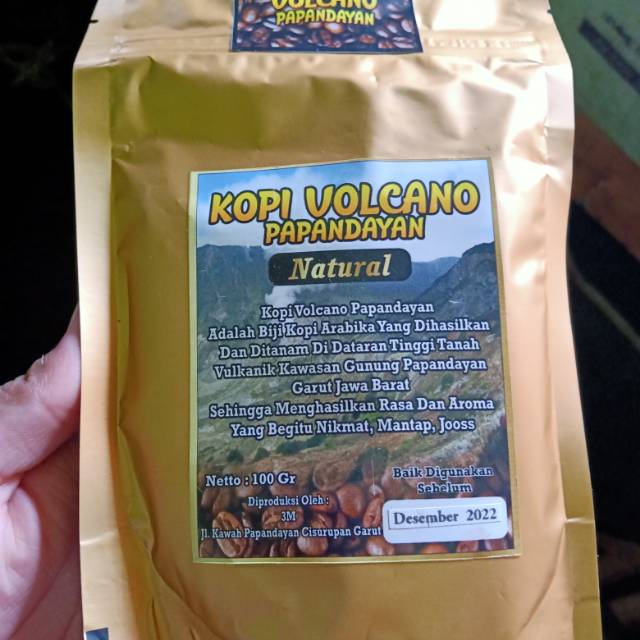 VOLCANO
PAPANDAYAN
KOPI VOLCANO
PAPANDAYAN
Natural
Kopi Volcano Papandayan
Adalah Biji Kopi Arabika Yang Dihasilkan
Dan Ditanam Di Dataran Tinggi Tanah
Vulkanik Kawasan Gunung Papandayan
Garut Jawa Barat
Sehingga Menghasilkan Rasa Dan Aroma
Yang Begitu Nikmat, Mantap, Jooss
Netto : 100 Gr
Diproduksi Oleh :
3M
Jl. Kawah Papandayan Cisurupan Garut
Baik Digunakan
Sebelum
Desember 2022